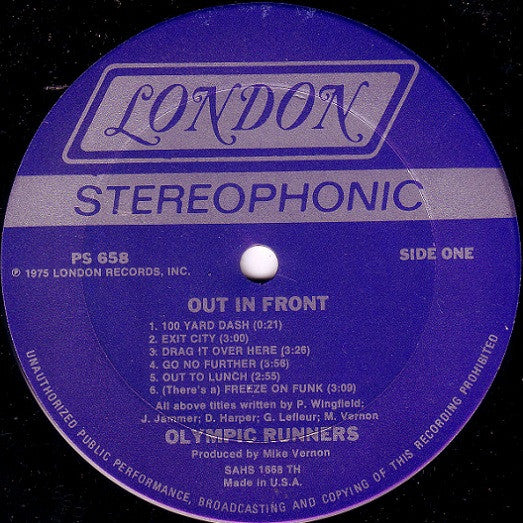 LONDON
STEREOPHONIC
PS 658
SIDE ONE
℗ 1975 LONDON RECORDS, INC.
OUT IN FRONT
1. 100 YARD DASH (0:21)
2. EXIT CITY (3:00)
3. DRAG IT OVER HERE (3:26)
4. GO NO FURTHER (3:56)
5. OUT TO LUNCH (2:55)
6. (There's a) FREEZE ON FUNK (3:09)
All above titles written by P. Wingfield;
J. Jammer; D. Harper; G. Lefleur; M. Vernon
OLYMPIC RUNNERS
Produced by Mike Vernon
SAHS 1668 TH
Made in U.S.A.
UNAUTHORIZED PUBLIC PERFORMANCE, BROADCASTING AND COPYING OF THIS RECORDING PROHIBITED